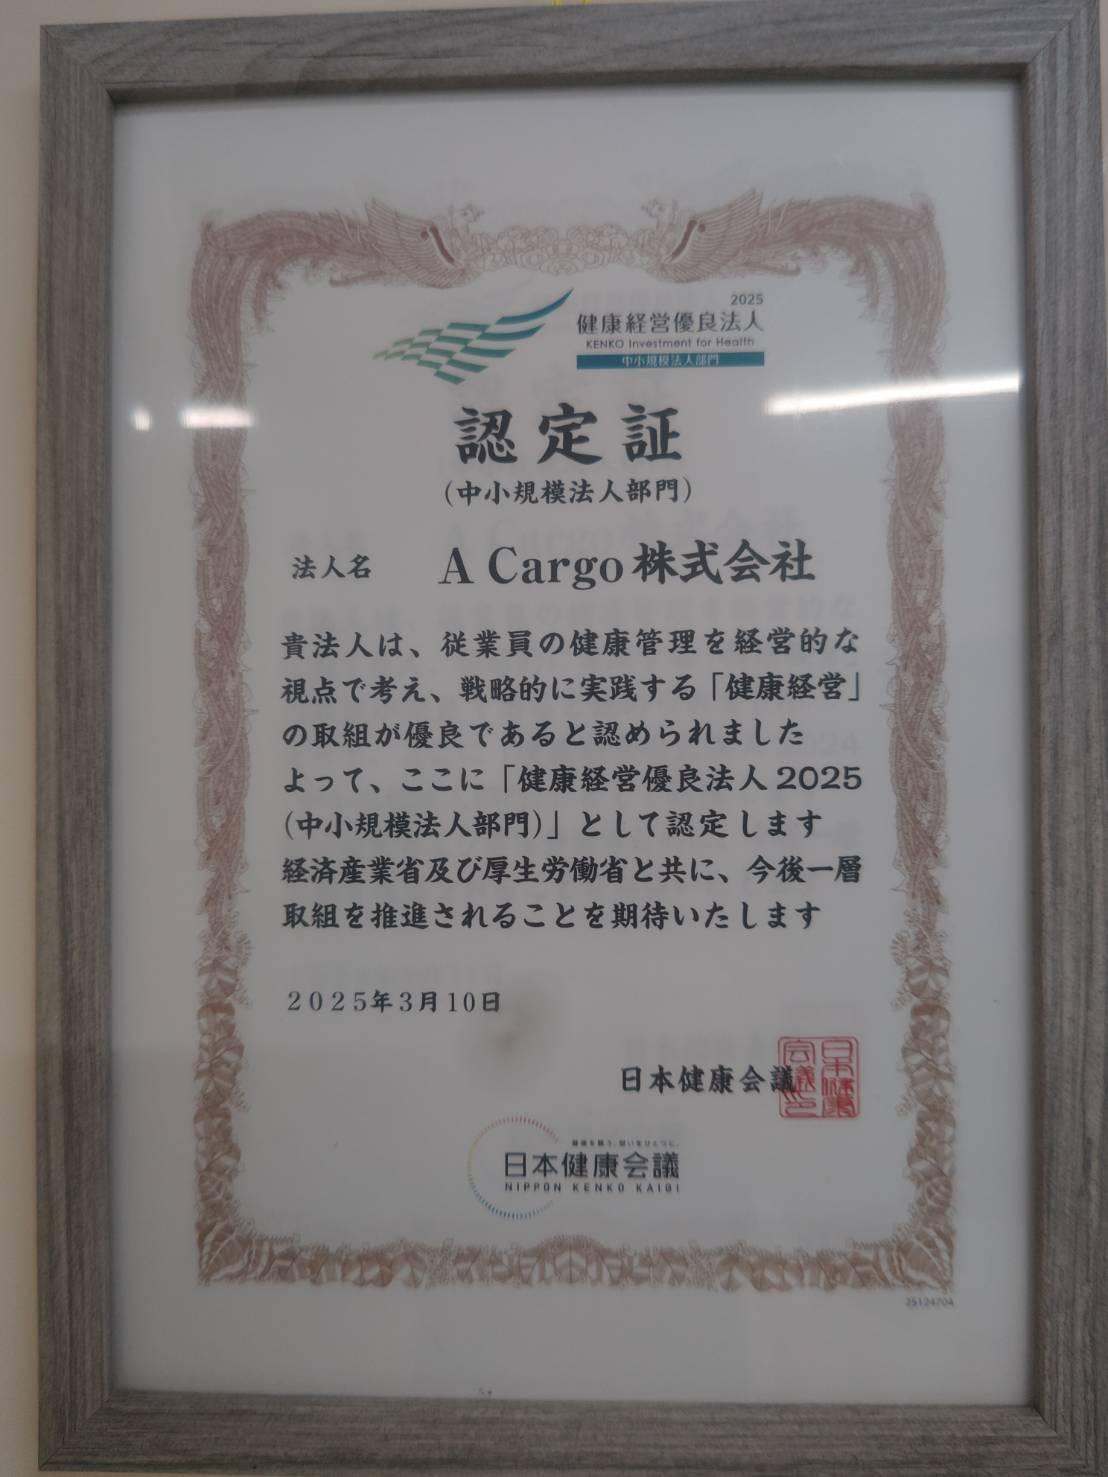 2025
健康経営優良法人
KENKO Investment for Health
中小規模法人部門
認定証
(中小規模法人部門)
法人名 A Cargo株式会社
貴法人は、従業員の健康管理を経営的な
視点で考え、戦略的に実践する「健康経営」
の取組が優良であると認められました
よって、ここに「健康経営優良法人2025
(中小規模法人部門)」として認定します
経済産業省及び厚生労働省と共に、今後一層
取組を推進されることを期待いたします
2025年3月10日
日本健康会議
日本健康会議
NIPPON KENKO KAIGI
25124704